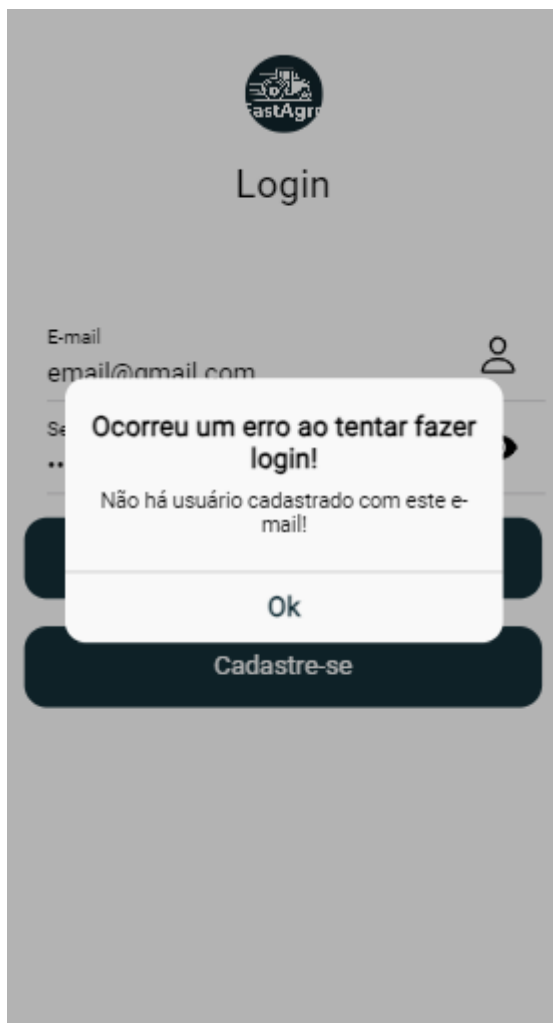 FastAgro
Login
E-mail
email@gmail.com
Se
Ocorreu um erro ao tentar fazer
login!
Não há usuário cadastrado com este e-
mail!
Ok
Cadastre-se